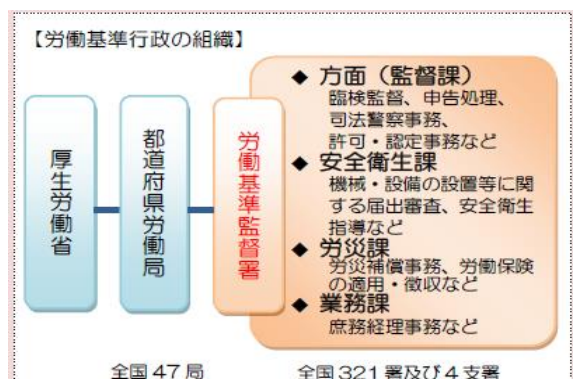 【労働基準行政の組織】
厚生労働省
都道府県労働局
労働基準監督署
◆ 方面（監督課）
臨検監督、申告処理、
司法警察事務、
許可・認定事務など
◆ 安全衛生課
機械・設備の設置等に関
する届出審査、安全衛生
指導など
◆ 労災課
労災補償事務、労働保険
の適用・徴収など
◆ 業務課
庶務経理事務など
全国 47 局
全国 321 署及び 4 支署